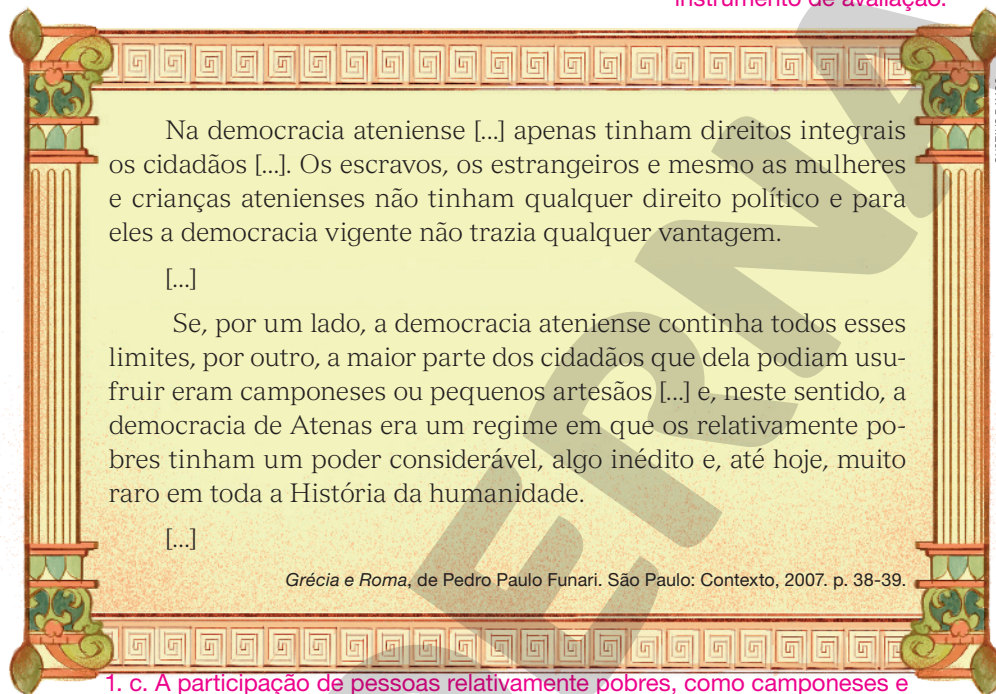 instrumento de avaliação.
Na democracia ateniense [...] apenas tinham direitos integrais
os cidadãos [...]. Os escravos, os estrangeiros e mesmo as mulheres
e crianças atenienses não tinham qualquer direito político e para
eles a democracia vigente não trazia qualquer vantagem.
[...]
Se, por um lado, a democracia ateniense continha todos esses
limites, por outro, a maior parte dos cidadãos que dela podiam usu-
fruir eram camponeses ou pequenos artesãos [...] e, neste sentido, a
democracia de Atenas era um regime em que os relativamente po-
bres tinham um poder considerável, algo inédito e, até hoje, muito
raro em toda a História da humanidade.
[...]
Grécia e Roma, de Pedro Paulo Funari. São Paulo: Contexto, 2007. p. 38-39.
1. c. A participação de pessoas relativamente pobres, como camponeses e